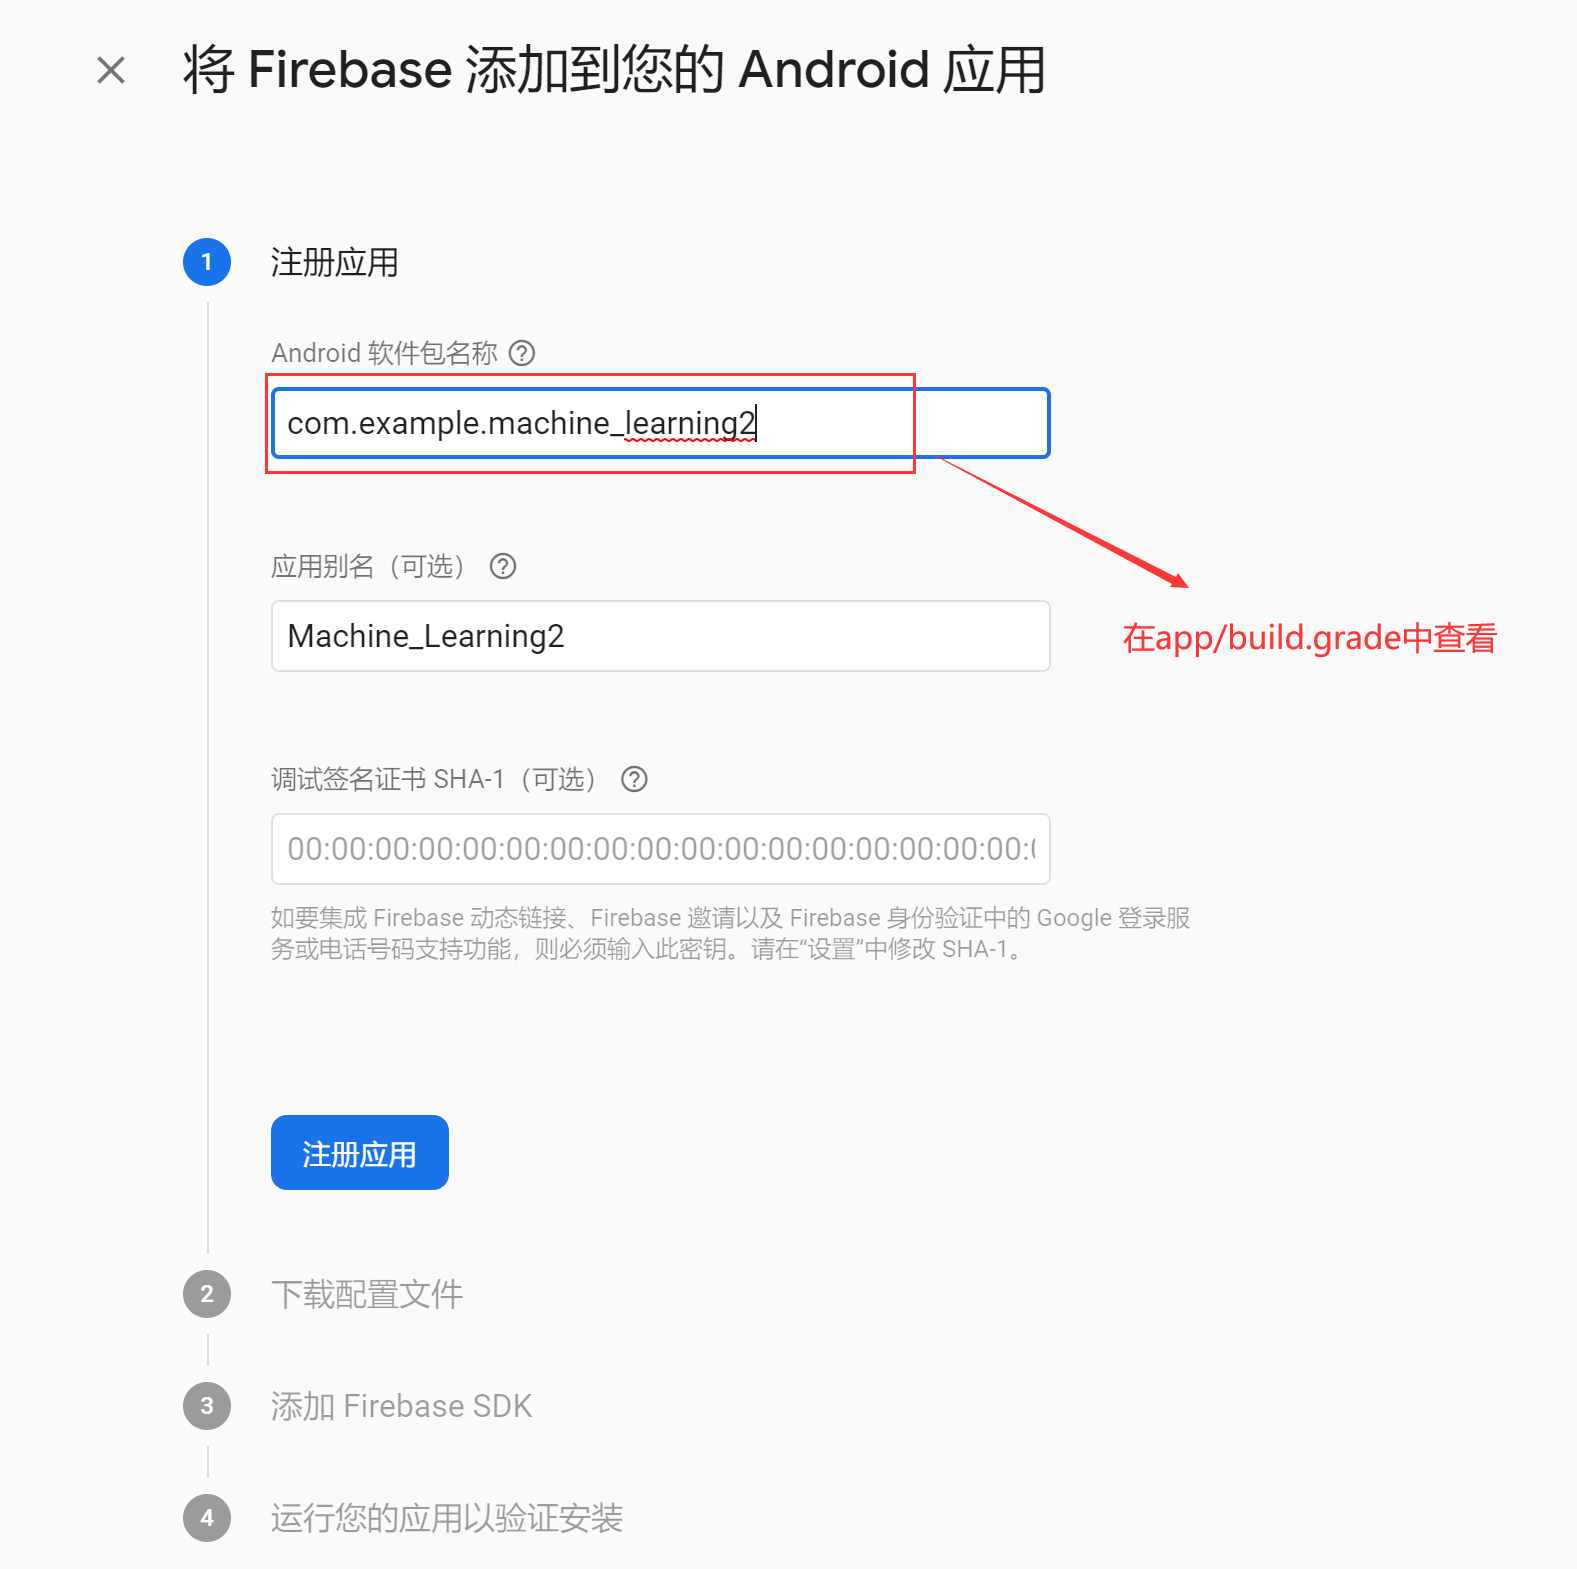 将 Firebase 添加到您的 Android 应用
1
注册应用
Android 软件包名称
com.example.machine_learning2
应用别名（可选）
Machine_Learning2
在app/build.grade中查看
调试签名证书 SHA-1（可选）
00:00:00:00:00:00:00:00:00:00:00:00:00:00:00:00:00:0
如要集成 Firebase 动态链接、Firebase 邀请以及 Firebase 身份验证中的 Google 登录服
务或电话号码支持功能，则必须输入此密钥。请在“设置”中修改 SHA-1。
注册应用
2
下载配置文件
3
添加 Firebase SDK
4
运行您的应用以验证安装